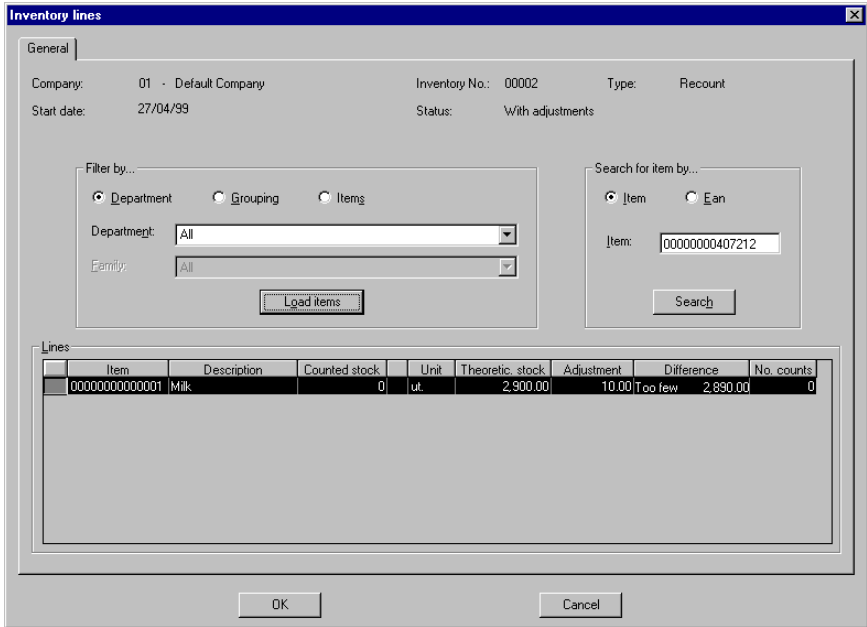 Inventory lines
General
Company: 01 - Default Company Inventory No.: 00002 Type: Recount
Start date: 27/04/99 Status: With adjustments
Filter by... Search for item by...
Department Grouping Items Item Ean
Department: All Item: 00000000407212
Family: All
Load items Search
Lines
Item Description Counted stock Unit Theoretic. stock Adjustment Difference No. counts
00000000000001 Milk 0 ut. 2,900.00 10.00 Too few 2,890.00 0
OK Cancel